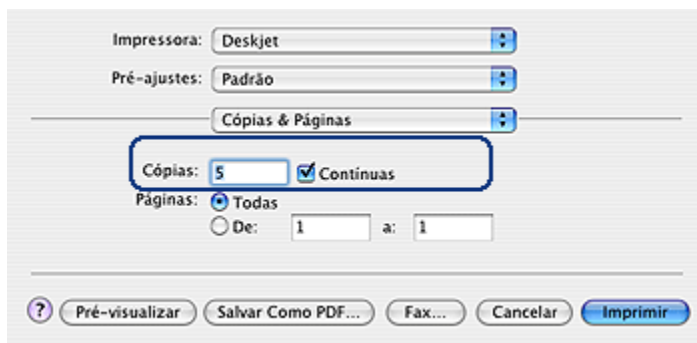 Impressora: Deskjet
Pré-ajustes: Padrão
Cópias & Páginas
Cópias: 5 Contínuas
Páginas: Todas
De: 1 a: 1
? Pré-visualizar Salvar Como PDF... Fax... Cancelar Imprimir